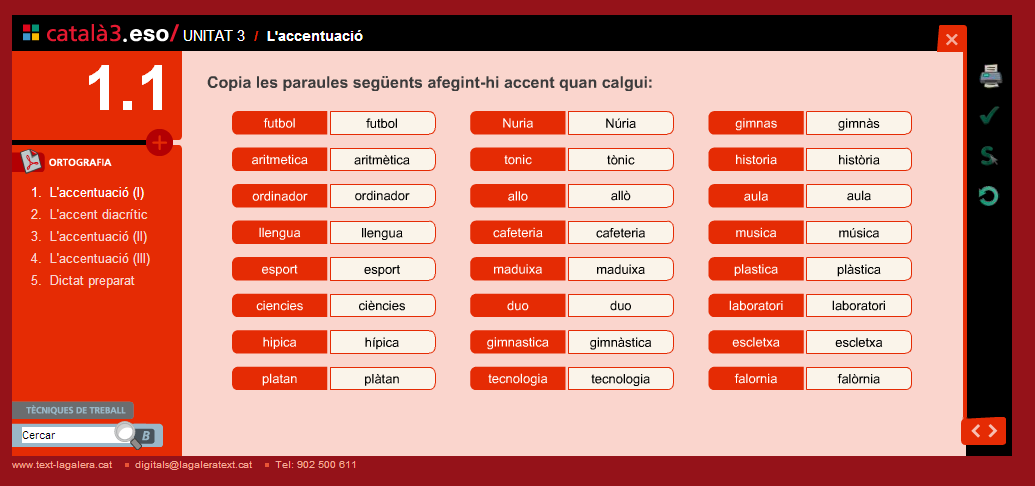 català3.eso/ UNITAT 3 / L'accentuació
1.1
ORTOGRAFIA
1. L'accentuació (I)
2. L'accent diacrític
3. L'accentuació (II)
4. L'accentuació (III)
5. Dictat preparat
TÈCNIQUES DE TREBALL
Cercar B
Copia les paraules següents afegint-hi accent quan calgui:
futbol futbol Nuria Núria gimnas gimnàs
aritmetica aritmètica tonic tònic historia història
ordinador ordinador allo allò aula aula
llengua llengua cafeteria cafeteria musica música
esport esport maduixa maduixa plastica plàstica
ciencies ciències duo duo laboratori laboratori
hipica hípica gimnastica gimnàstica escletxa escletxa
platan plàtan tecnologia tecnologia falornia falòrnia
www.text-lagalera.cat digitals@lagaleratext.cat Tel: 902 500 611